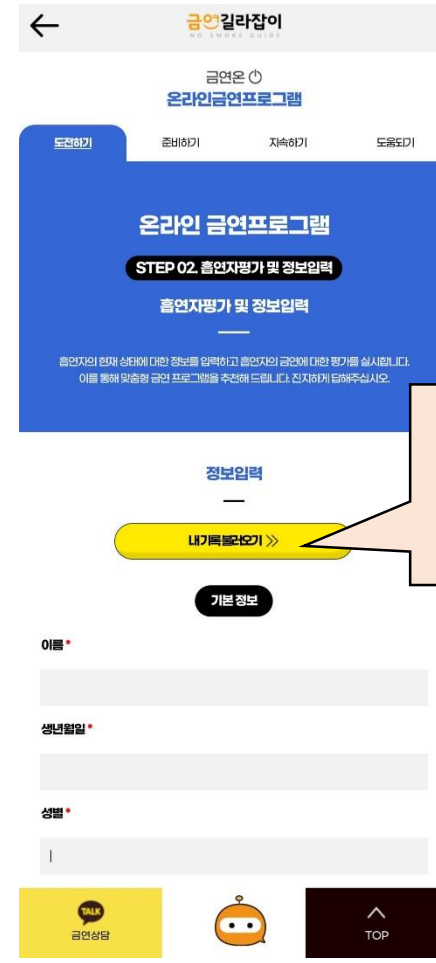 금연길라잡이
NO SMOKE GUIDE
금연온
온라인금연프로그램
도전하기 준비하기 지속하기 도움되기
온라인 금연프로그램
STEP 02. 흡연자평가 및 정보입력
흡연자평가 및 정보입력
흡연자의 현재 상태에 대한 정보를 입력하고 흡연자의 금연에 대한 평가를 실시합니다.
이를 통해 맞춤형 금연 프로그램을 추천해 드립니다. 진지하게 답해주십시오.
정보입력
내기록불러오기 >>
기본 정보
이름 *
생년월일 *
성별 *
TALK
금연상담
TOP